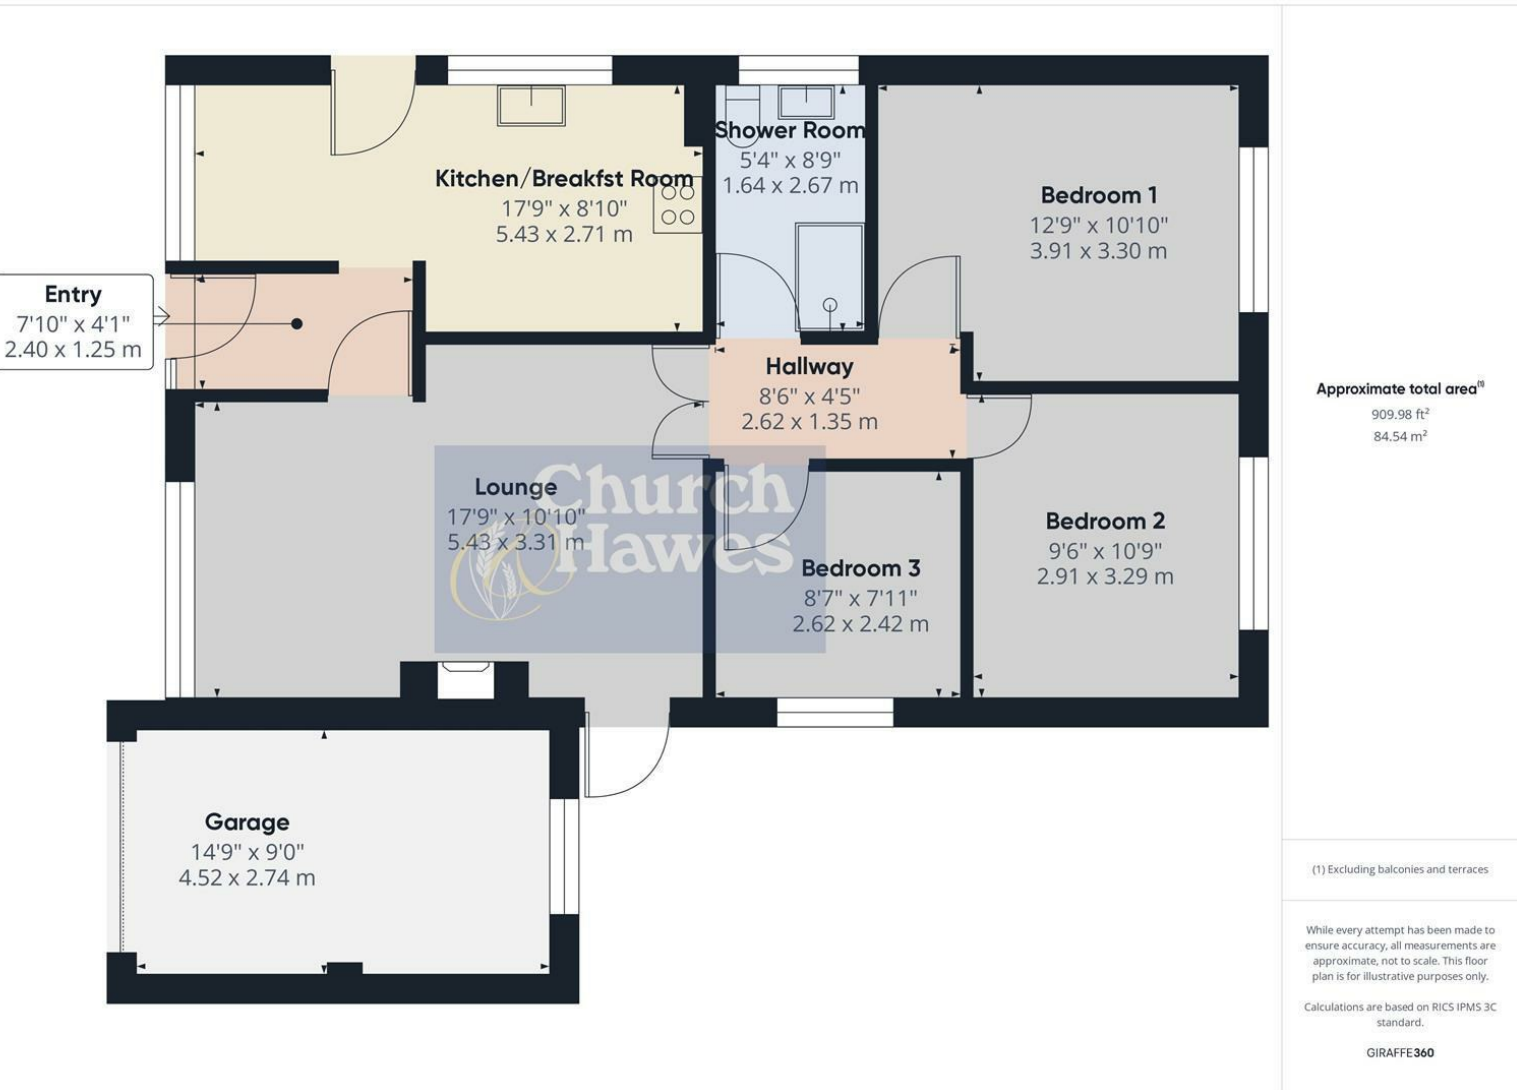 Kitchen/Breakfst Room
17'9" x 8'10"
5.43 x 2.71 m
Shower Room
5'4" x 8'9"
1.64 x 2.67 m
Bedroom 1
12'9" x 10'10"
3.91 x 3.30 m
Entry
7'10" x 4'1"
2.40 x 1.25 m
Hallway
8'6" x 4'5"
2.62 x 1.35 m
Lounge
17'9" x 10'10"
5.43 x 3.31 m
Church
Hawes
Bedroom 3
8'7" x 7'11"
2.62 x 2.42 m
Bedroom 2
9'6" x 10'9"
2.91 x 3.29 m
Garage
14'9" x 9'0"
4.52 x 2.74 m
Approximate total area(1)
909.98 ft²
84.54 m²
(1) Excluding balconies and terraces
While every attempt has been made to
ensure accuracy, all measurements are
approximate, not to scale. This floor
plan is for illustrative purposes only.
Calculations are based on RICS IPMS 3C
standard.
GIRAFFE360